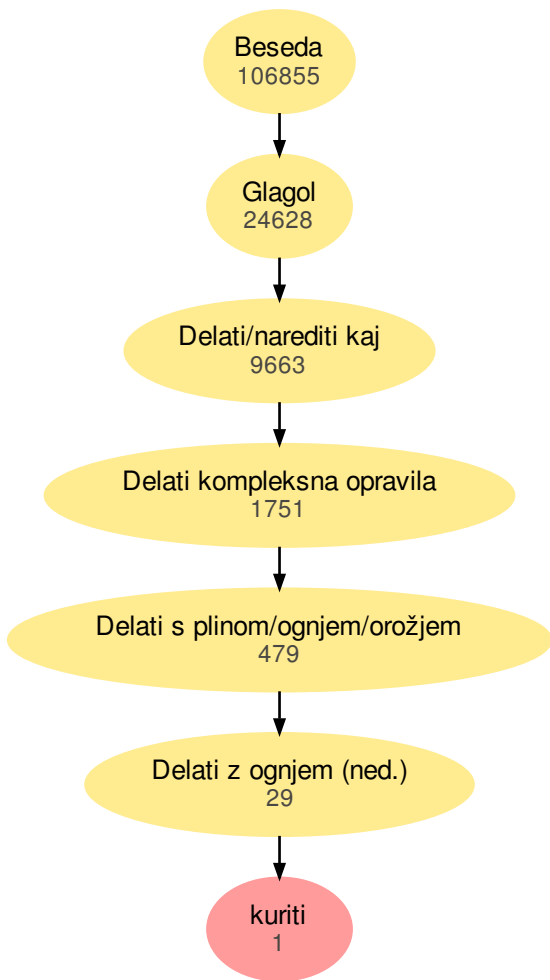 Beseda
106855
Glagol
24628
Delati/narediti kaj
9663
Delati kompleksna opravila
1751
Delati s plinom/ognjem/orožjem
479
Delati z ognjem (ned.)
29
kuriti
1